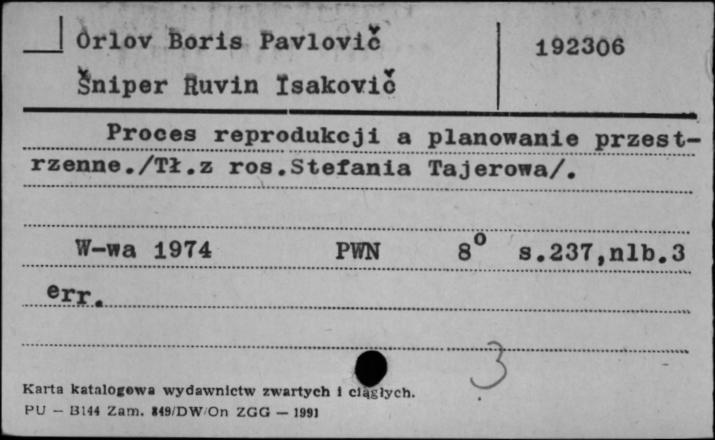 Orlov Boris Pavlovič
192306
Šniper Ruvin Isakovič
Proces reprodukcji a planowanie przest-
rzenne./Tł.z ros.Stefania Tajerowa/.
W-wa 1974 PWN 8° s.237,nlb.3
err.
3
Karta katalogowa wydawnictw zwartych i ciągłych.
PU — B144 Zam. 849/DW/On ZGG — 1991